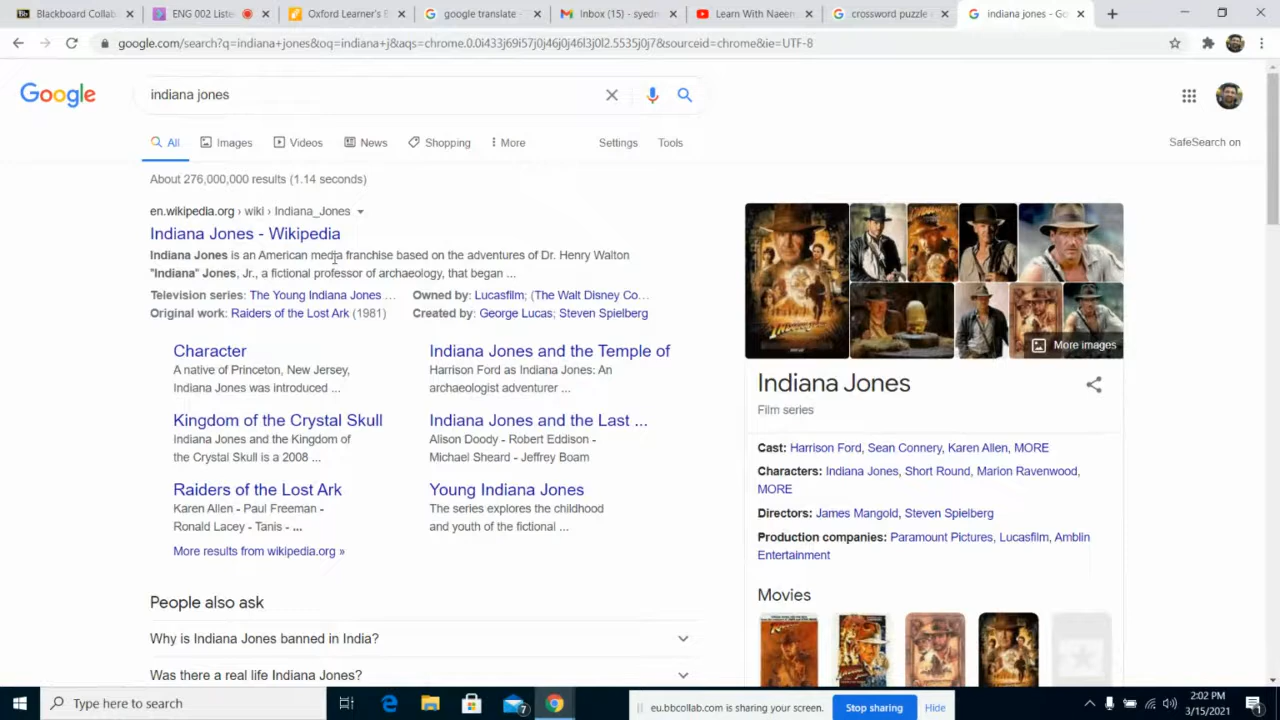 Blackboard Collab
ENG 002 Liste
Oxford Learner's E
google translate -
Inbox (15) - syedn
Learn With Naeem
crossword puzzle -
indiana jones - Go
google.com/search?q=indiana+jones&oq=indiana+j&aqs=chrome.0.0i433j69i57j0j46j0j46l3j0l2.5535j0j7&sourceid=chrome&ie=UTF-8
Google
indiana jones
All
Images
Videos
News
Shopping
More
Settings
Tools
SafeSearch on
About 276,000,000 results (1.14 seconds)
en.wikipedia.org › wiki › Indiana_Jones
Indiana Jones - Wikipedia
Indiana Jones is an American media franchise based on the adventures of Dr. Henry Walton
"Indiana" Jones, Jr., a fictional professor of archaeology, that began ...
Television series: The Young Indiana Jones ...
Owned by: Lucasfilm; (The Walt Disney Co...
Original work: Raiders of the Lost Ark (1981)
Created by: George Lucas; Steven Spielberg
Character
A native of Princeton, New Jersey,
Indiana Jones was introduced ...
Indiana Jones and the Temple of
Harrison Ford as Indiana Jones: An
archaeologist adventurer ...
Kingdom of the Crystal Skull
Indiana Jones and the Kingdom of
the Crystal Skull is a 2008 ...
Indiana Jones and the Last ...
Alison Doody - Robert Eddison -
Michael Sheard - Jeffrey Boam
Raiders of the Lost Ark
Karen Allen - Paul Freeman -
Ronald Lacey - Tanis - ...
Young Indiana Jones
The series explores the childhood
and youth of the fictional ...
More results from wikipedia.org »
People also ask
Why is Indiana Jones banned in India?
Was there a real life Indiana Jones?
More images
Indiana Jones
Film series
Cast: Harrison Ford, Sean Connery, Karen Allen, MORE
Characters: Indiana Jones, Short Round, Marion Ravenwood,
MORE
Directors: James Mangold, Steven Spielberg
Production companies: Paramount Pictures, Lucasfilm, Amblin
Entertainment
Movies
Type here to search
7
eu.bbcollab.com is sharing your screen.
Stop sharing
Hide
2:02 PM
3/15/2021
1